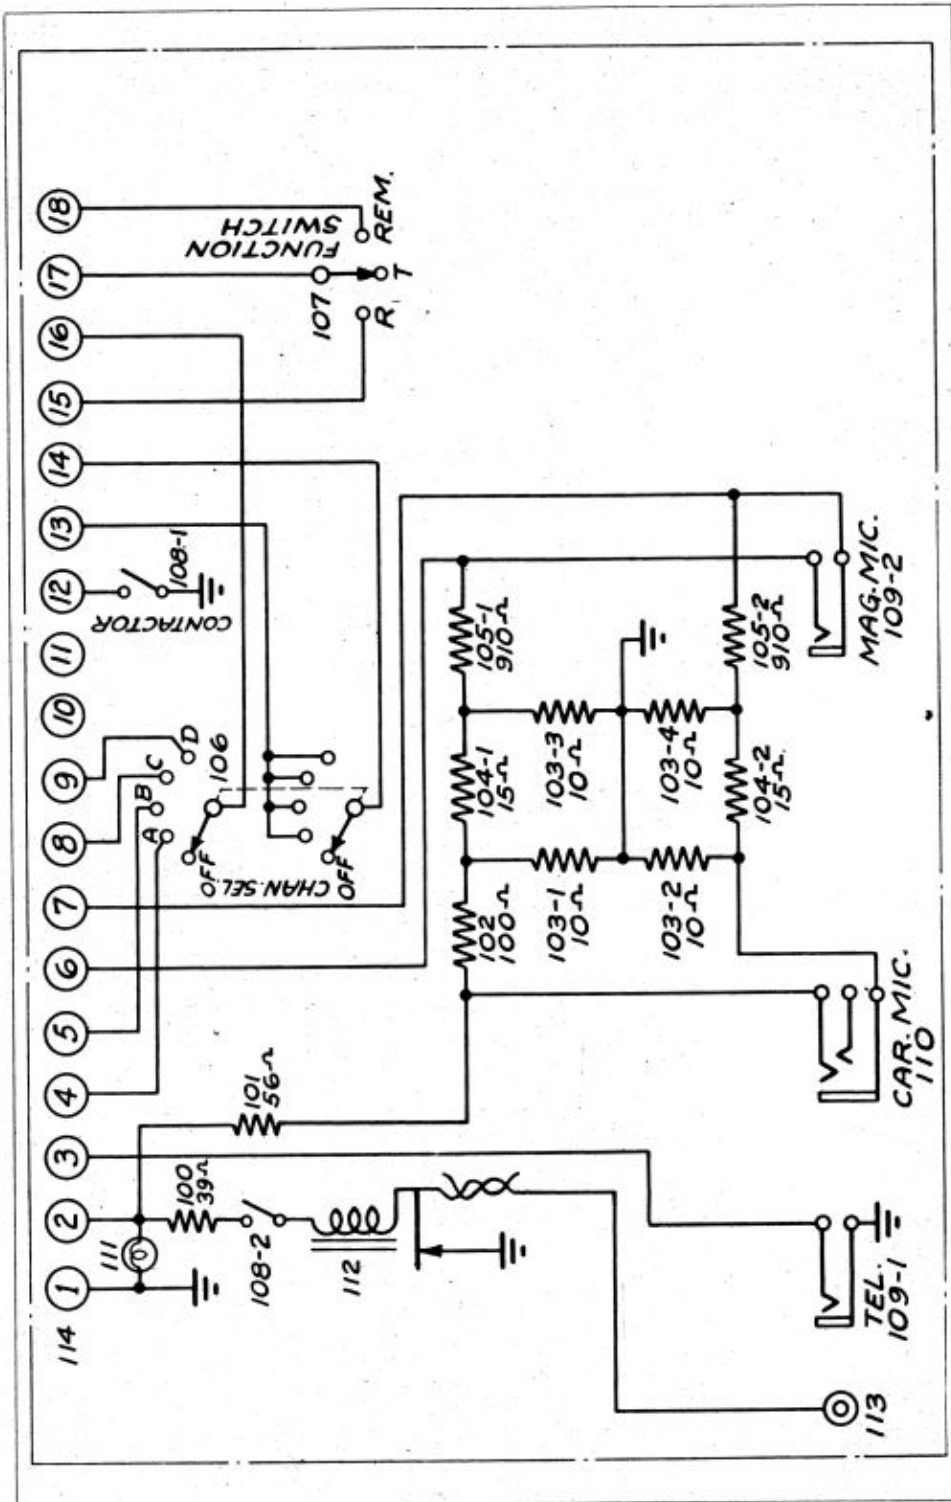 114
1
2
3
4
5
6
7
8
9
10
11
12
13
14
15
16
17
18
111
100
39Ω
101
56Ω
108-2
112
A
B
C
D
OFF
106
CHAN. SEL
OFF
CONTACTOR
108-1
FUNCTION
SWITCH
107
R
T
REM.
102
100Ω
104-1
15Ω
105-1
910Ω
103-1
10Ω
103-3
10Ω
103-2
10Ω
103-4
10Ω
104-2
15Ω
105-2
910Ω
113
TEL.
109-1
CAR. MIC.
110
MAG. MIC.
109-2